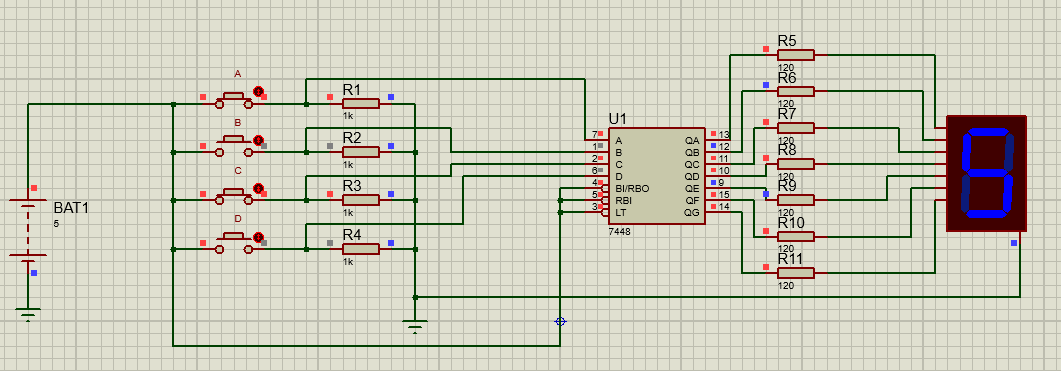 A
R1
1k
B
R2
1k
C
R3
1k
D
R4
1k
BAT1
5
U1
7 A QA 13
1 B QB 12
2 C QC 11
6 D QD 10
4 BI/RBO QE 9
5 RBI QF 15
3 LT QG 14
7448
R5
120
R6
120
R7
120
R8
120
R9
120
R10
120
R11
120